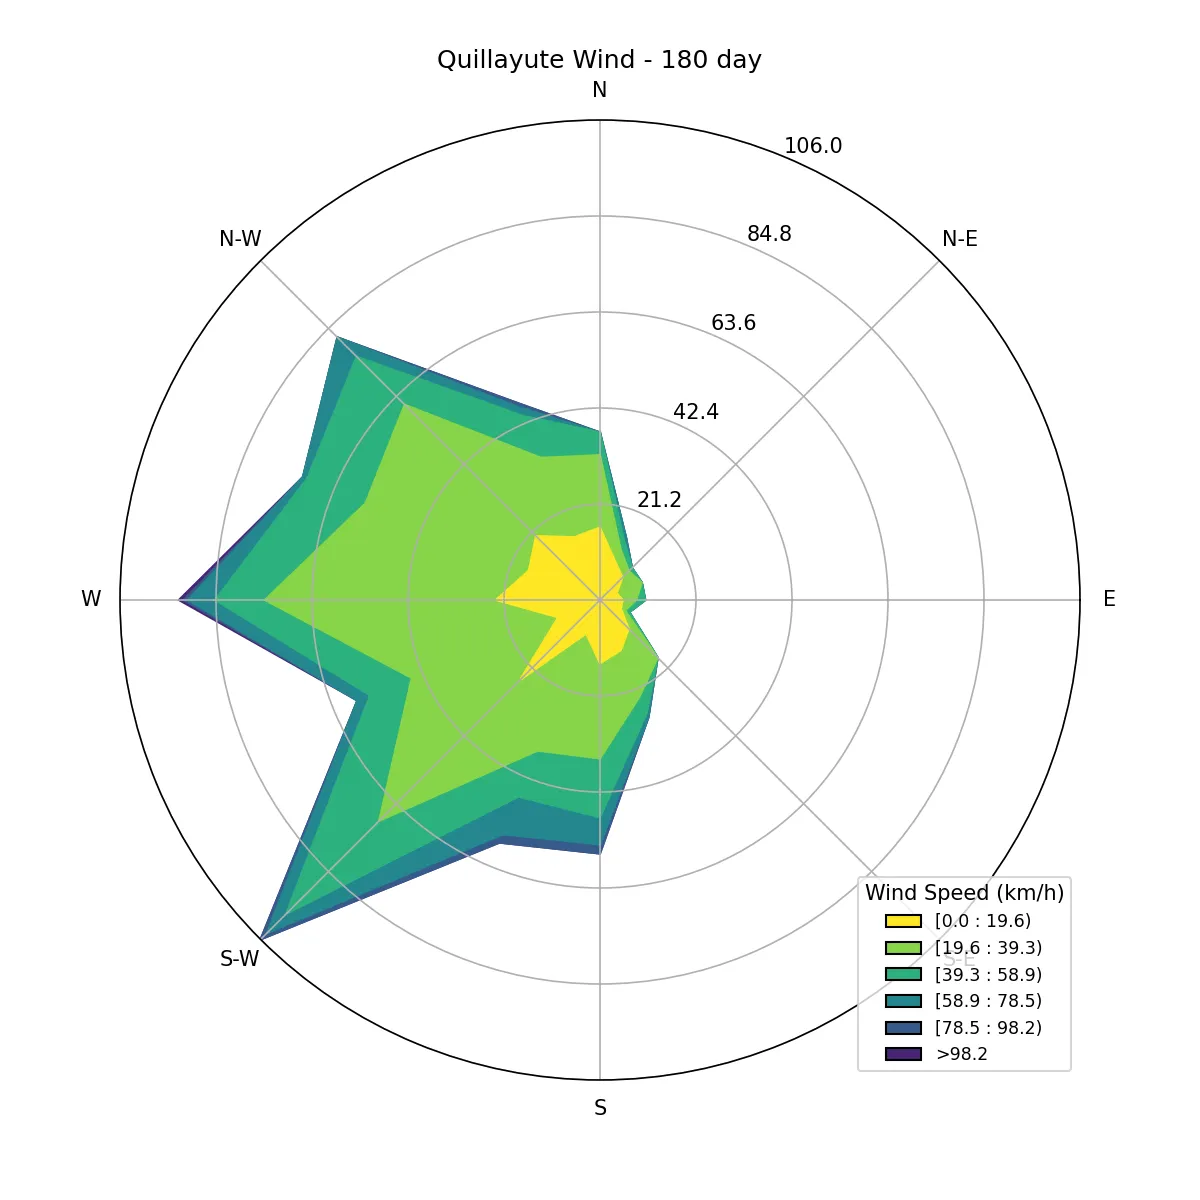 Quillayute Wind - 180 day
N
106.0
N-W
84.8
N-E
63.6
42.4
21.2
W
E
S-W
S-E
S
Wind Speed (km/h)
[0.0 : 19.6)
[19.6 : 39.3)
[39.3 : 58.9)
[58.9 : 78.5)
[78.5 : 98.2)
>98.2